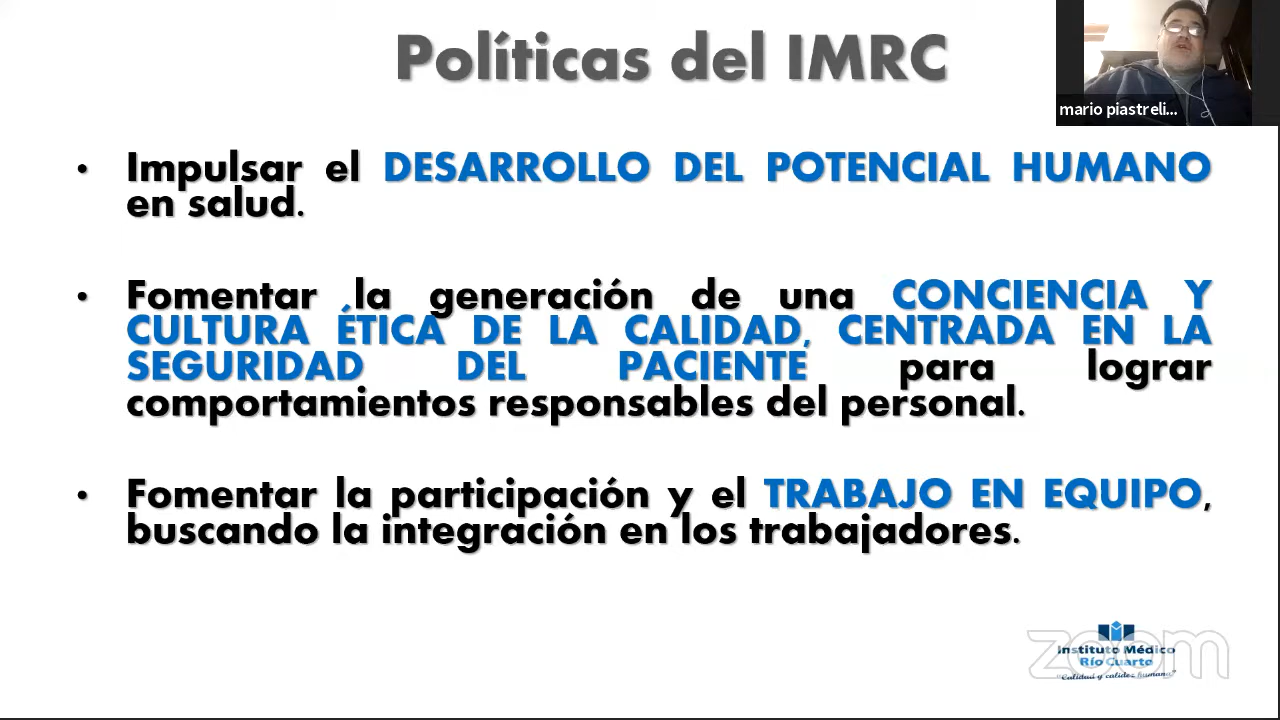 Políticas del IMRC
mario piastreli...
• Impulsar el DESARROLLO DEL POTENCIAL HUMANO
en salud.
• Fomentar la generación de una CONCIENCIA Y
CULTURA ÉTICA DE LA CALIDAD, CENTRADA EN LA
SEGURIDAD DEL PACIENTE para lograr
comportamientos responsables del personal.
• Fomentar la participación y el TRABAJO EN EQUIPO,
buscando la integración en los trabajadores.
zoom
Instituto Médico
Río Cuarto
"Calidad y calidez humana"